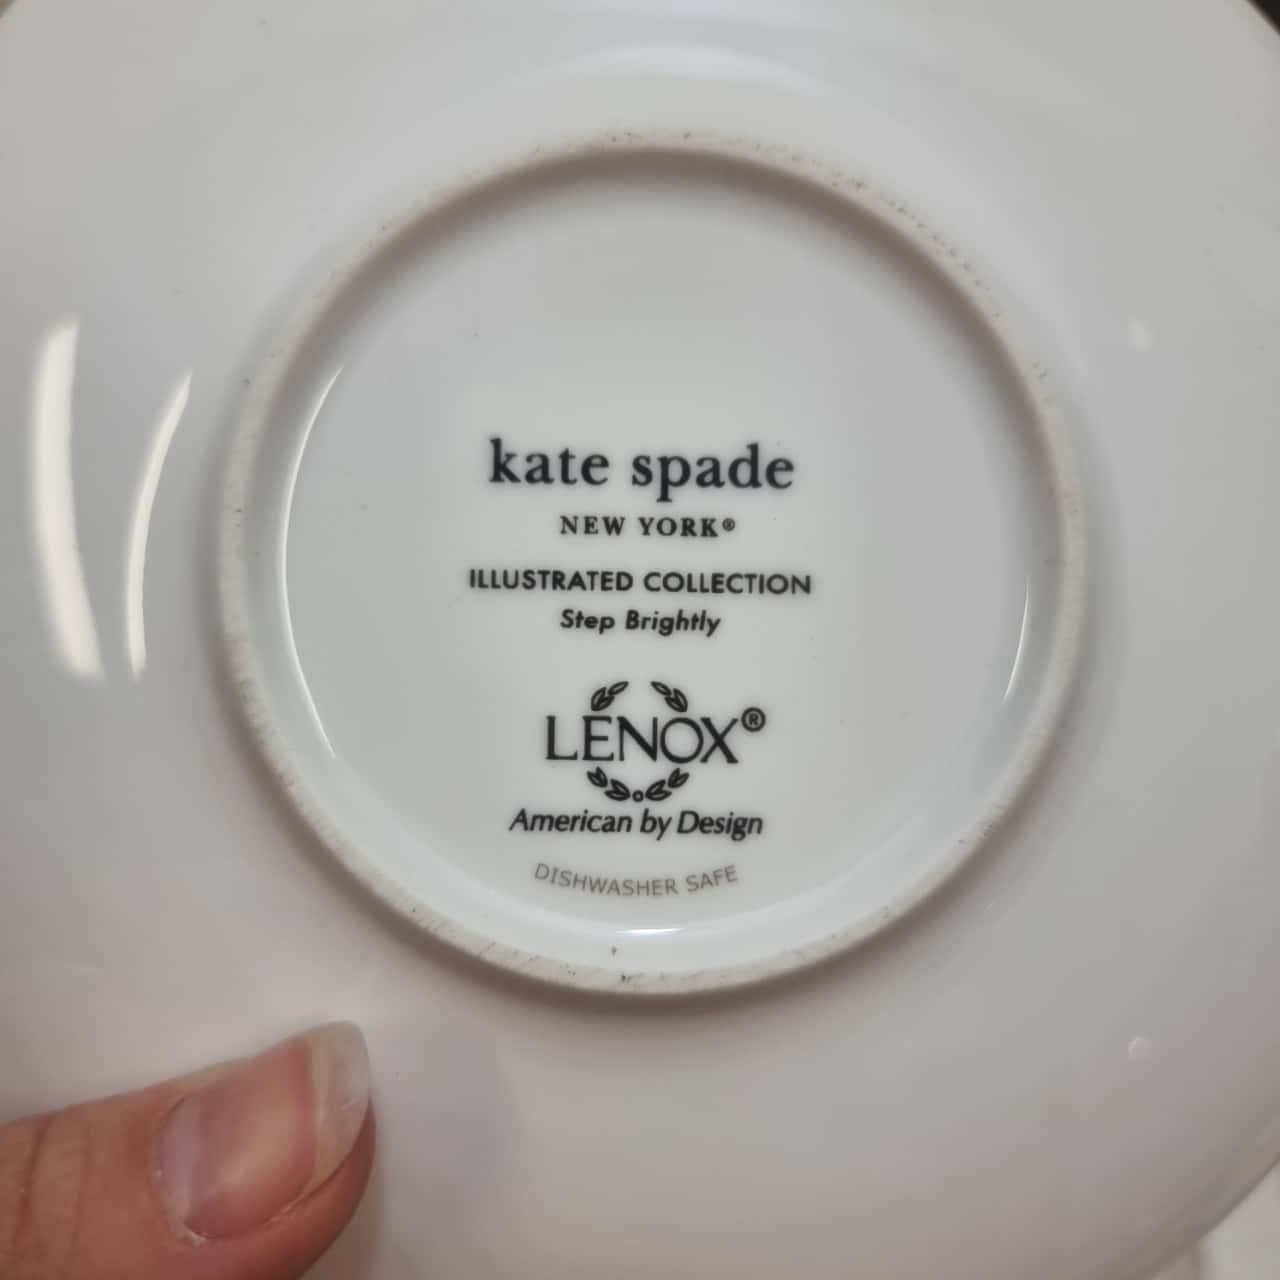 kate spade
NEW YORK®
ILLUSTRATED COLLECTION
Step Brightly
LENOX®
American by Design
DISHWASHER SAFE